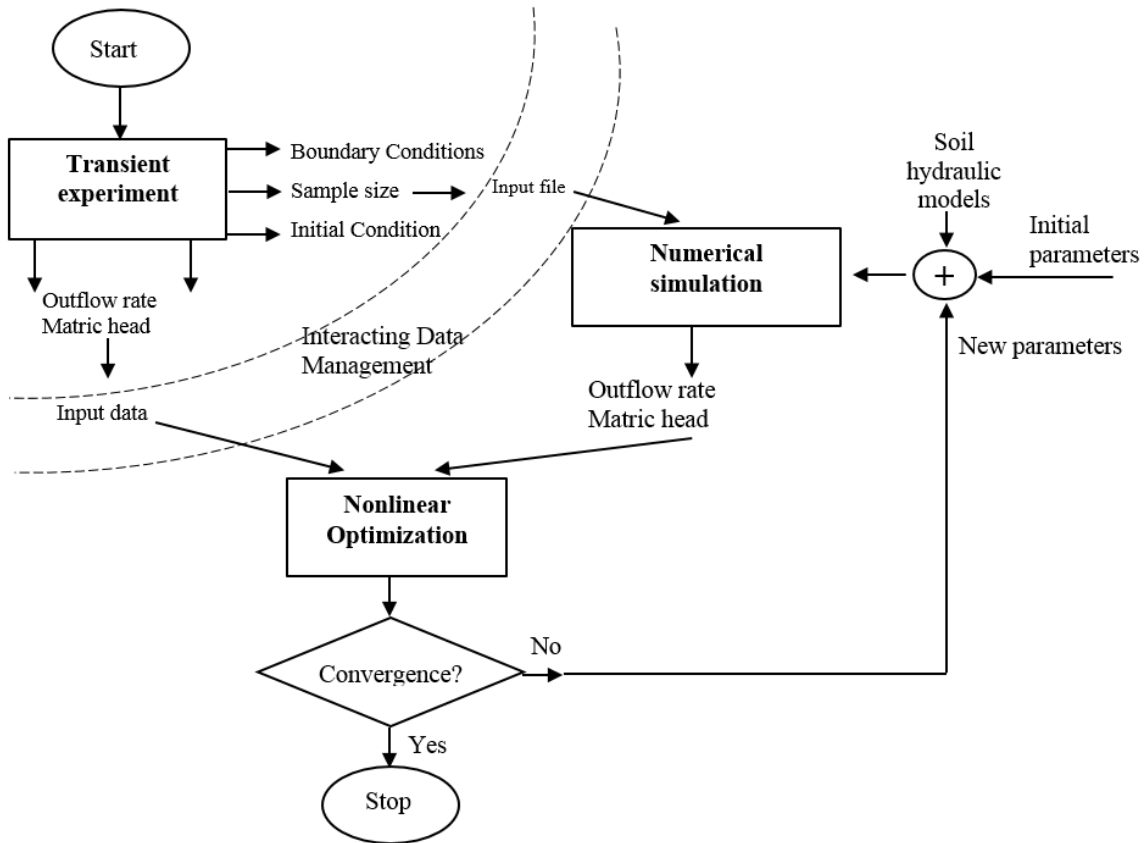 Start
Transient
experiment
Boundary Conditions
Sample size
Initial Condition
Input file
Soil
hydraulic
models
Initial
parameters
+
Numerical
simulation
Outflow rate
Matric head
Interacting Data
Management
New parameters
Outflow rate
Matric head
Input data
Nonlinear
Optimization
Convergence?
No
Yes
Stop